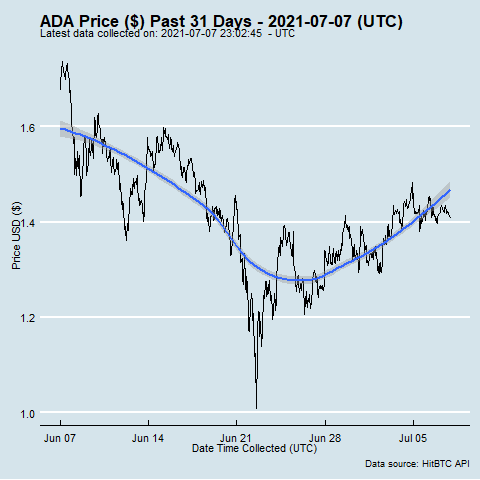 ADA Price ($) Past 31 Days - 2021-07-07 (UTC)
Latest data collected on: 2021-07-07 23:02:45  - UTC
Price USD ($)
1.6
1.4
1.2
1.0
Jun 07 Jun 14 Jun 21 Jun 28 Jul 05
Date Time Collected (UTC)
Data source: HitBTC API